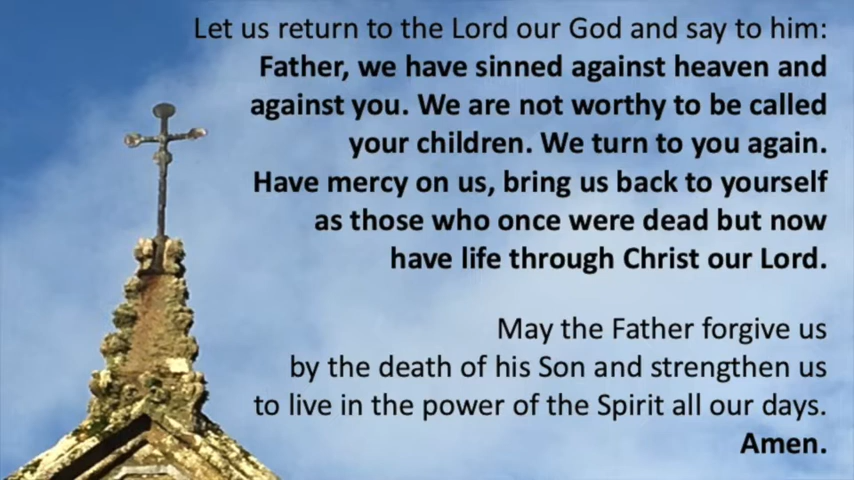 Let us return to the Lord our God and say to him:
Father, we have sinned against heaven and
against you. We are not worthy to be called
your children. We turn to you again.
Have mercy on us, bring us back to yourself
as those who once were dead but now
have life through Christ our Lord.
May the Father forgive us
by the death of his Son and strengthen us
to live in the power of the Spirit all our days.
Amen.